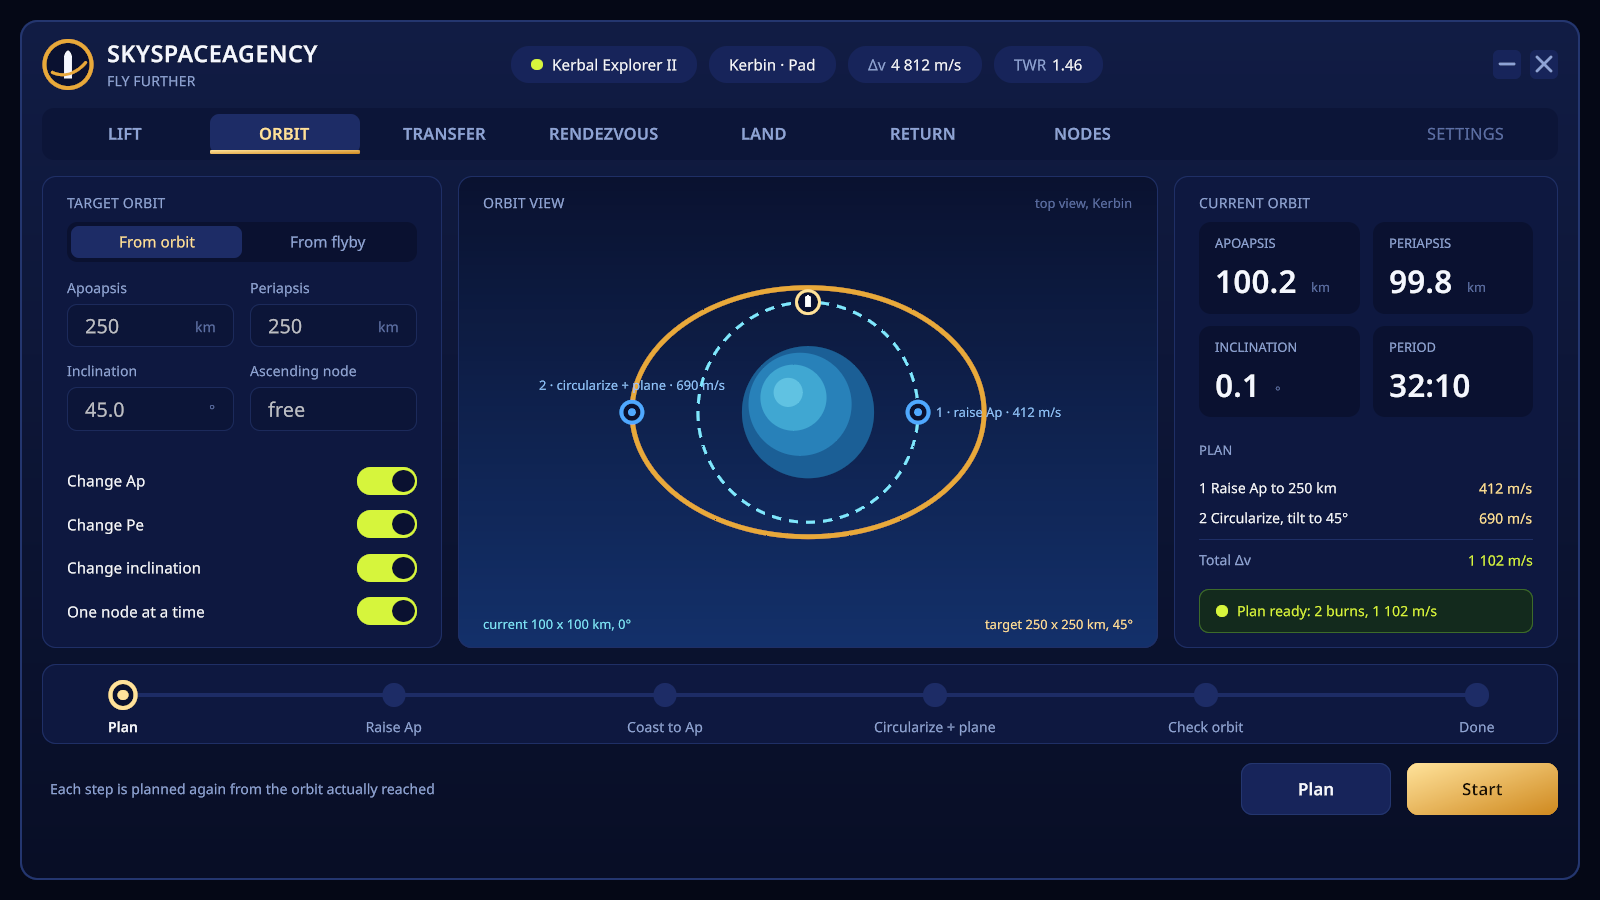 SKYSPACEAGENCY
FLY FURTHER
Kerbal Explorer II
Kerbin · Pad
Δv 4 812 m/s
TWR 1.46
LIFT
ORBIT
TRANSFER
RENDEZVOUS
LAND
RETURN
NODES
SETTINGS
TARGET ORBIT
From orbit
From flyby
Apoapsis
Periapsis
250 km
250 km
Inclination
Ascending node
45.0 °
free
Change Ap
Change Pe
Change inclination
One node at a time
ORBIT VIEW
top view, Kerbin
2 · circularize + plane · 690 m/s
1 · raise Ap · 412 m/s
current 100 x 100 km, 0°
target 250 x 250 km, 45°
CURRENT ORBIT
APOAPSIS
100.2 km
PERIAPSIS
99.8 km
INCLINATION
0.1 °
PERIOD
32:10
PLAN
1 Raise Ap to 250 km 412 m/s
2 Circularize, tilt to 45° 690 m/s
Total Δv 1 102 m/s
Plan ready: 2 burns, 1 102 m/s
Plan
Raise Ap
Coast to Ap
Circularize + plane
Check orbit
Done
Each step is planned again from the orbit actually reached
Plan
Start